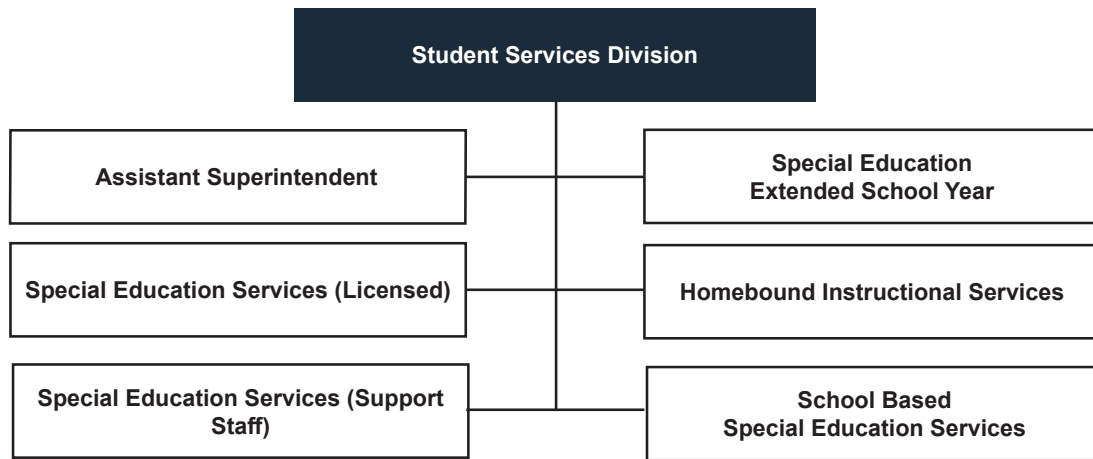 Student Services Division
Assistant Superintendent
Special Education
Extended School Year
Special Education Services (Licensed)
Homebound Instructional Services
Special Education Services (Support
Staff)
School Based
Special Education Services